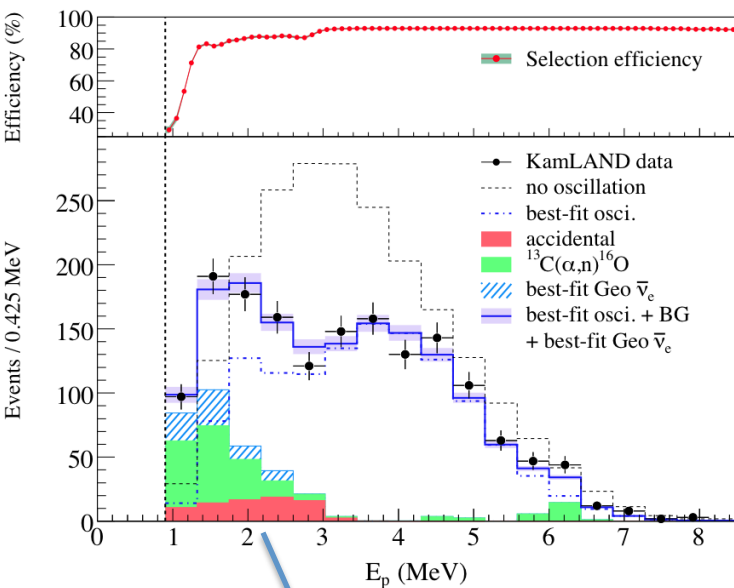 Efficiency (%)
100
80
60
40
Selection efficiency
Events / 0.425 MeV
250
200
150
100
50
0
KamLAND data
no oscillation
best-fit osci.
accidental
¹³C(α,n)¹⁶O
best-fit Geo ν̅ₑ
best-fit osci. + BG
+ best-fit Geo ν̅ₑ
0 1 2 3 4 5 6 7 8
Eₚ (MeV)